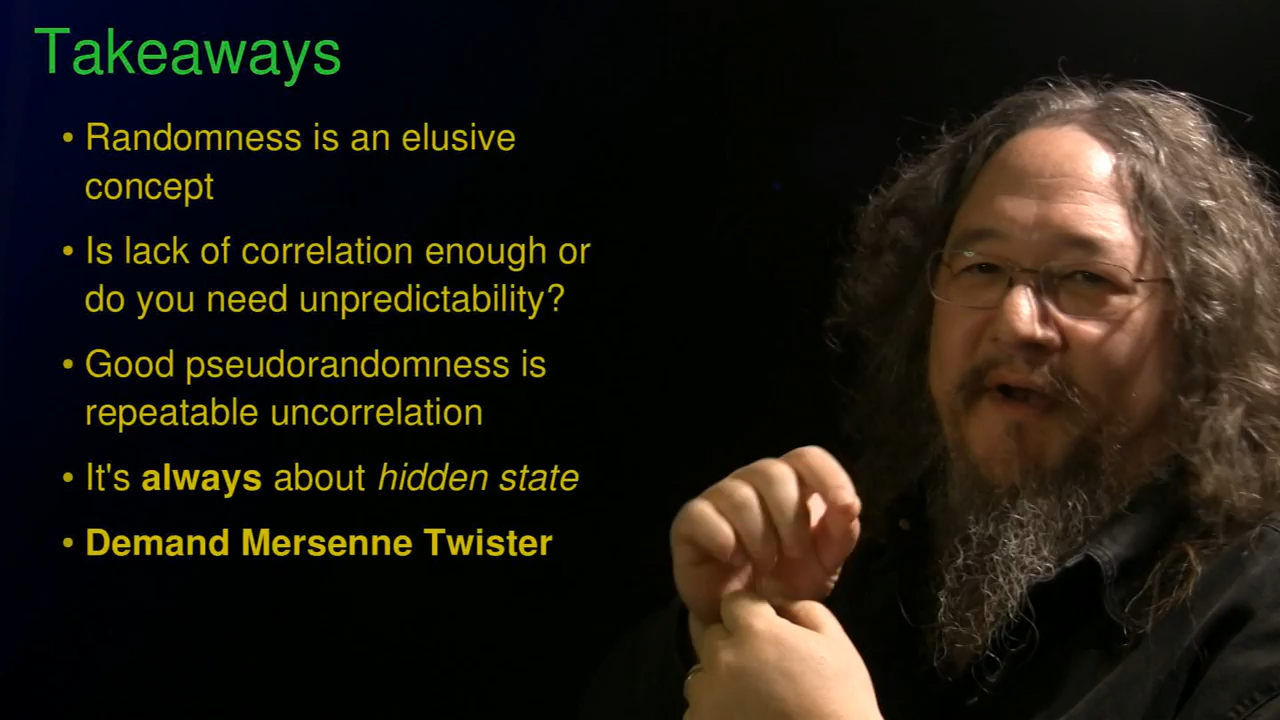 Takeaways
• Randomness is an elusive
concept
• Is lack of correlation enough or
do you need unpredictability?
• Good pseudorandomness is
repeatable uncorrelation
• It's always about hidden state
• Demand Mersenne Twister